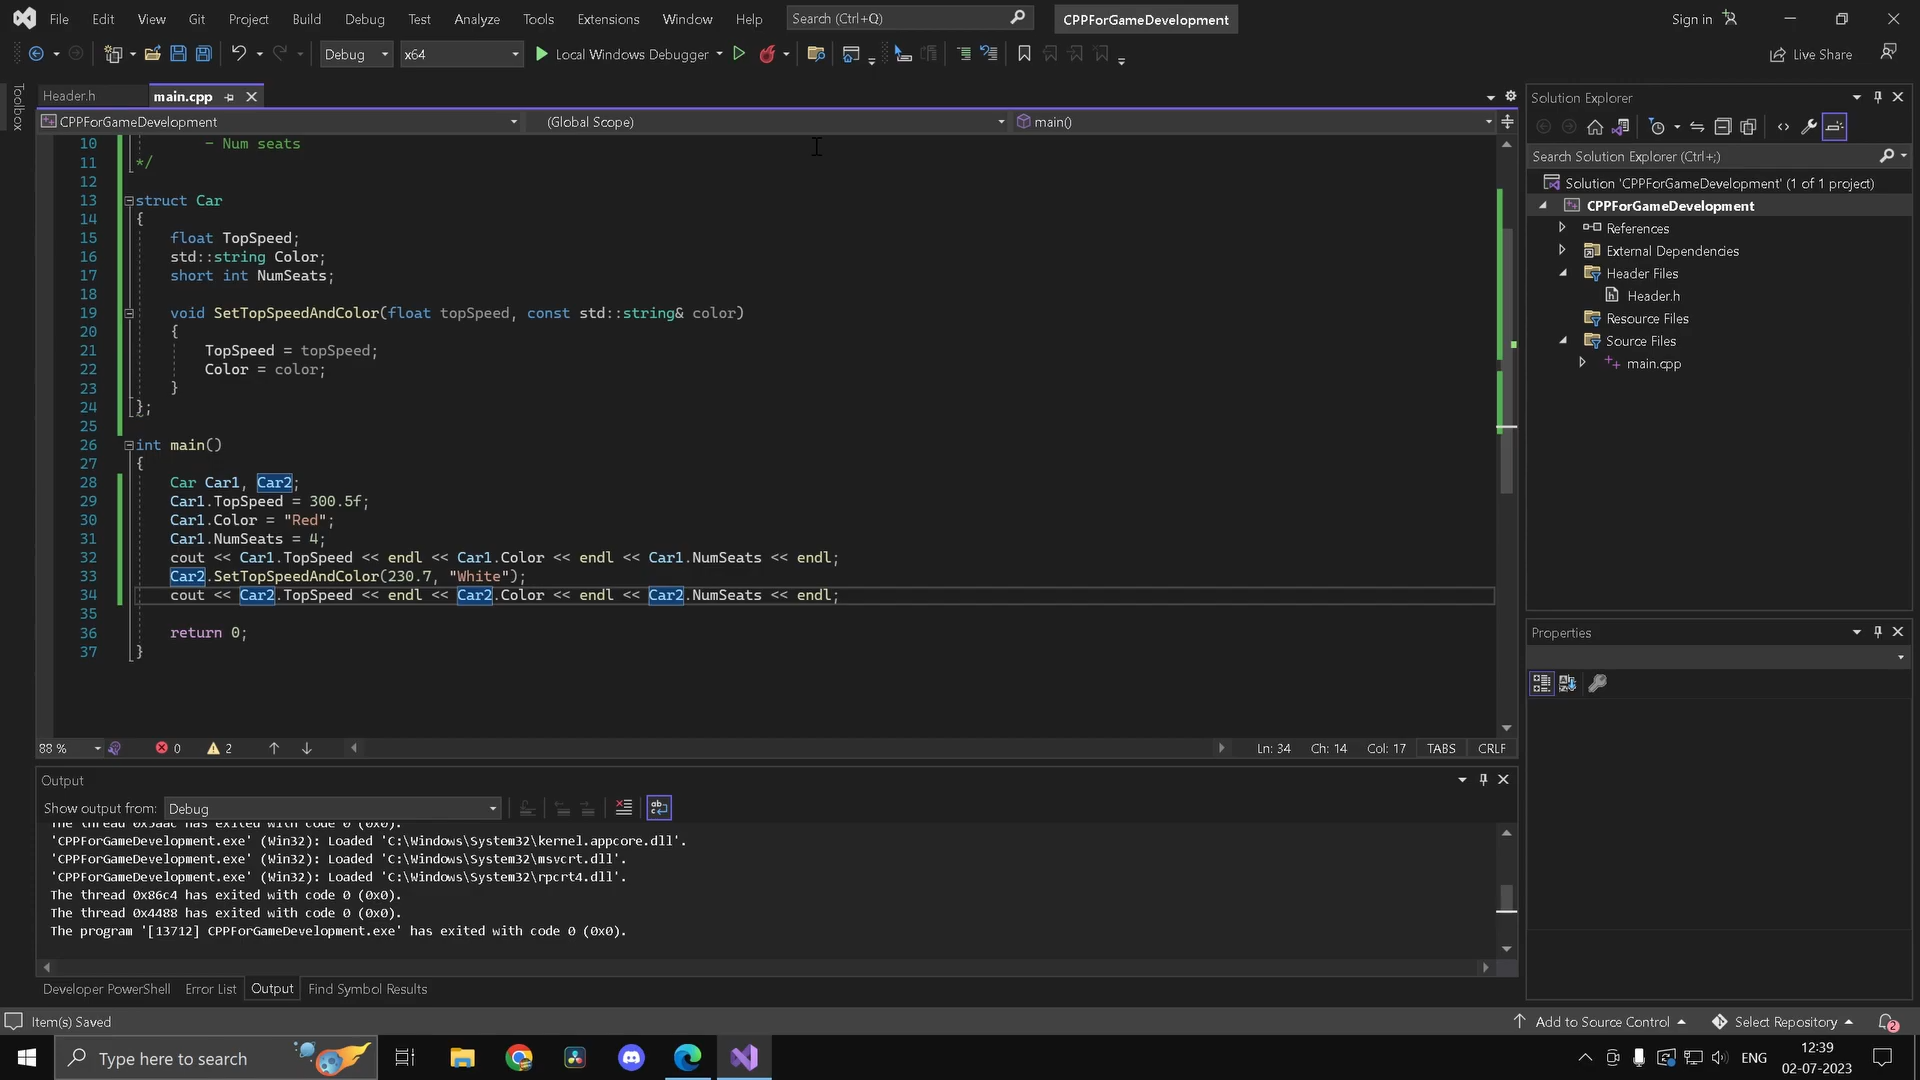 File Edit View Git Project Build Debug Test Analyze Tools Extensions Window Help Search (Ctrl+Q) CPPForGameDevelopment Sign in
Debug x64 Local Windows Debugger Live Share
Toolbox
Header.h main.cpp
CPPForGameDevelopment (Global Scope) main()
10 - Num seats
11 */
12
13 struct Car
14 {
15 float TopSpeed;
16 std::string Color;
17 short int NumSeats;
18
19 void SetTopSpeedAndColor(float topSpeed, const std::string& color)
20 {
21 TopSpeed = topSpeed;
22 Color = color;
23 }
24 };
25
26 int main()
27 {
28 Car Car1, Car2;
29 Car1.TopSpeed = 300.5f;
30 Car1.Color = "Red";
31 Car1.NumSeats = 4;
32 cout << Car1.TopSpeed << endl << Car1.Color << endl << Car1.NumSeats << endl;
33 Car2.SetTopSpeedAndColor(230.7, "White");
34 cout << Car2.TopSpeed << endl << Car2.Color << endl << Car2.NumSeats << endl;
35
36 return 0;
37 }
88 % 0 2 Ln: 34 Ch: 14 Col: 17 TABS CRLF
Output
Show output from: Debug
The thread 0x5aac has exited with code 0 (0x0).
'CPPForGameDevelopment.exe' (Win32): Loaded 'C:\Windows\System32\kernel.appcore.dll'.
'CPPForGameDevelopment.exe' (Win32): Loaded 'C:\Windows\System32\msvcrt.dll'.
'CPPForGameDevelopment.exe' (Win32): Loaded 'C:\Windows\System32\rpcrt4.dll'.
The thread 0x86c4 has exited with code 0 (0x0).
The thread 0x4488 has exited with code 0 (0x0).
The program '[13712] CPPForGameDevelopment.exe' has exited with code 0 (0x0).
Developer PowerShell Error List Output Find Symbol Results
Solution Explorer
Search Solution Explorer (Ctrl+;)
Solution 'CPPForGameDevelopment' (1 of 1 project)
CPPForGameDevelopment
References
External Dependencies
Header Files
Header.h
Resource Files
Source Files
main.cpp
Properties
Item(s) Saved Add to Source Control Select Repository 2
Type here to search ENG 12:39
02-07-2023